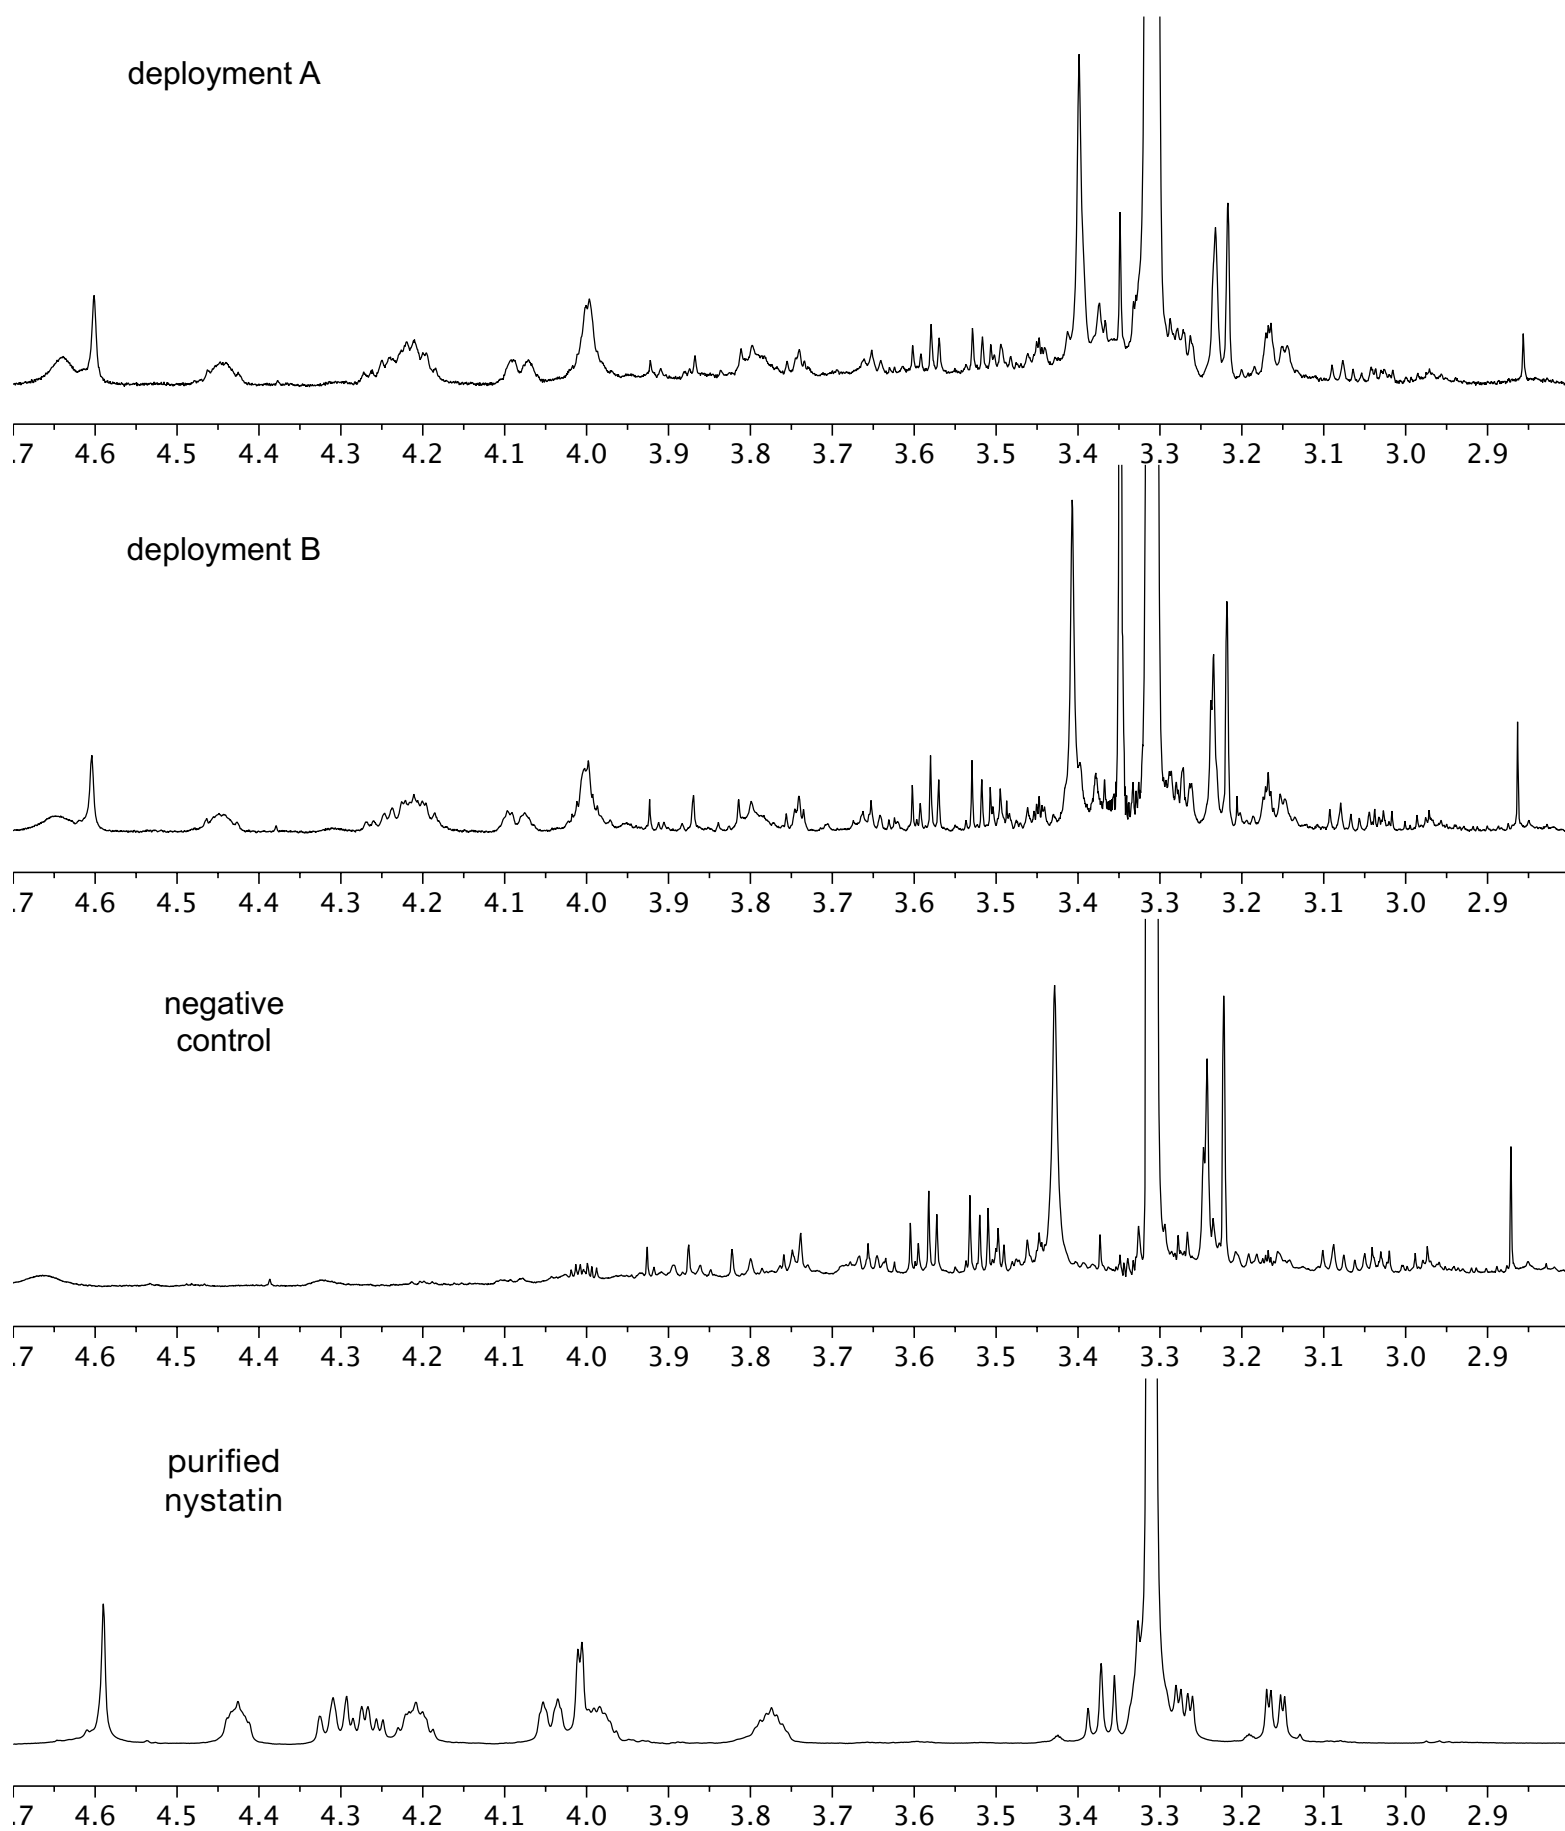 deployment A
.7 4.6 4.5 4.4 4.3 4.2 4.1 4.0 3.9 3.8 3.7 3.6 3.5 3.4 3.3 3.2 3.1 3.0 2.9
deployment B
.7 4.6 4.5 4.4 4.3 4.2 4.1 4.0 3.9 3.8 3.7 3.6 3.5 3.4 3.3 3.2 3.1 3.0 2.9
negative
control
.7 4.6 4.5 4.4 4.3 4.2 4.1 4.0 3.9 3.8 3.7 3.6 3.5 3.4 3.3 3.2 3.1 3.0 2.9
purified
nystatin
.7 4.6 4.5 4.4 4.3 4.2 4.1 4.0 3.9 3.8 3.7 3.6 3.5 3.4 3.3 3.2 3.1 3.0 2.9